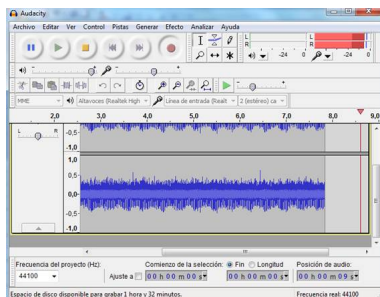 Audacity
Archivo Editar Ver Control Pistas Generar Efecto Analizar Ayuda
L
R
-24 0
L
R
-24 0
MME
Altavoces (Realtek High
Línea de entrada (Realt
2 (estéreo) ca
2,0 3,0 4,0 5,0 6,0 7,0 8,0 9,0
L R
-0,5
-1,0
1,0
0,5
0,0
-0,5
-1,0
Frecuencia del proyecto (Hz):
Comienzo de la selección:
Fin
Longitud
Posición de audio:
44100
Ajuste a
00 h 00 m 00 s
00 h 00 m 00 s
00 h 00 m 09 s
Espacio de disco disponible para grabar 1 hora y 32 minutos.
Frecuencia real: 44100